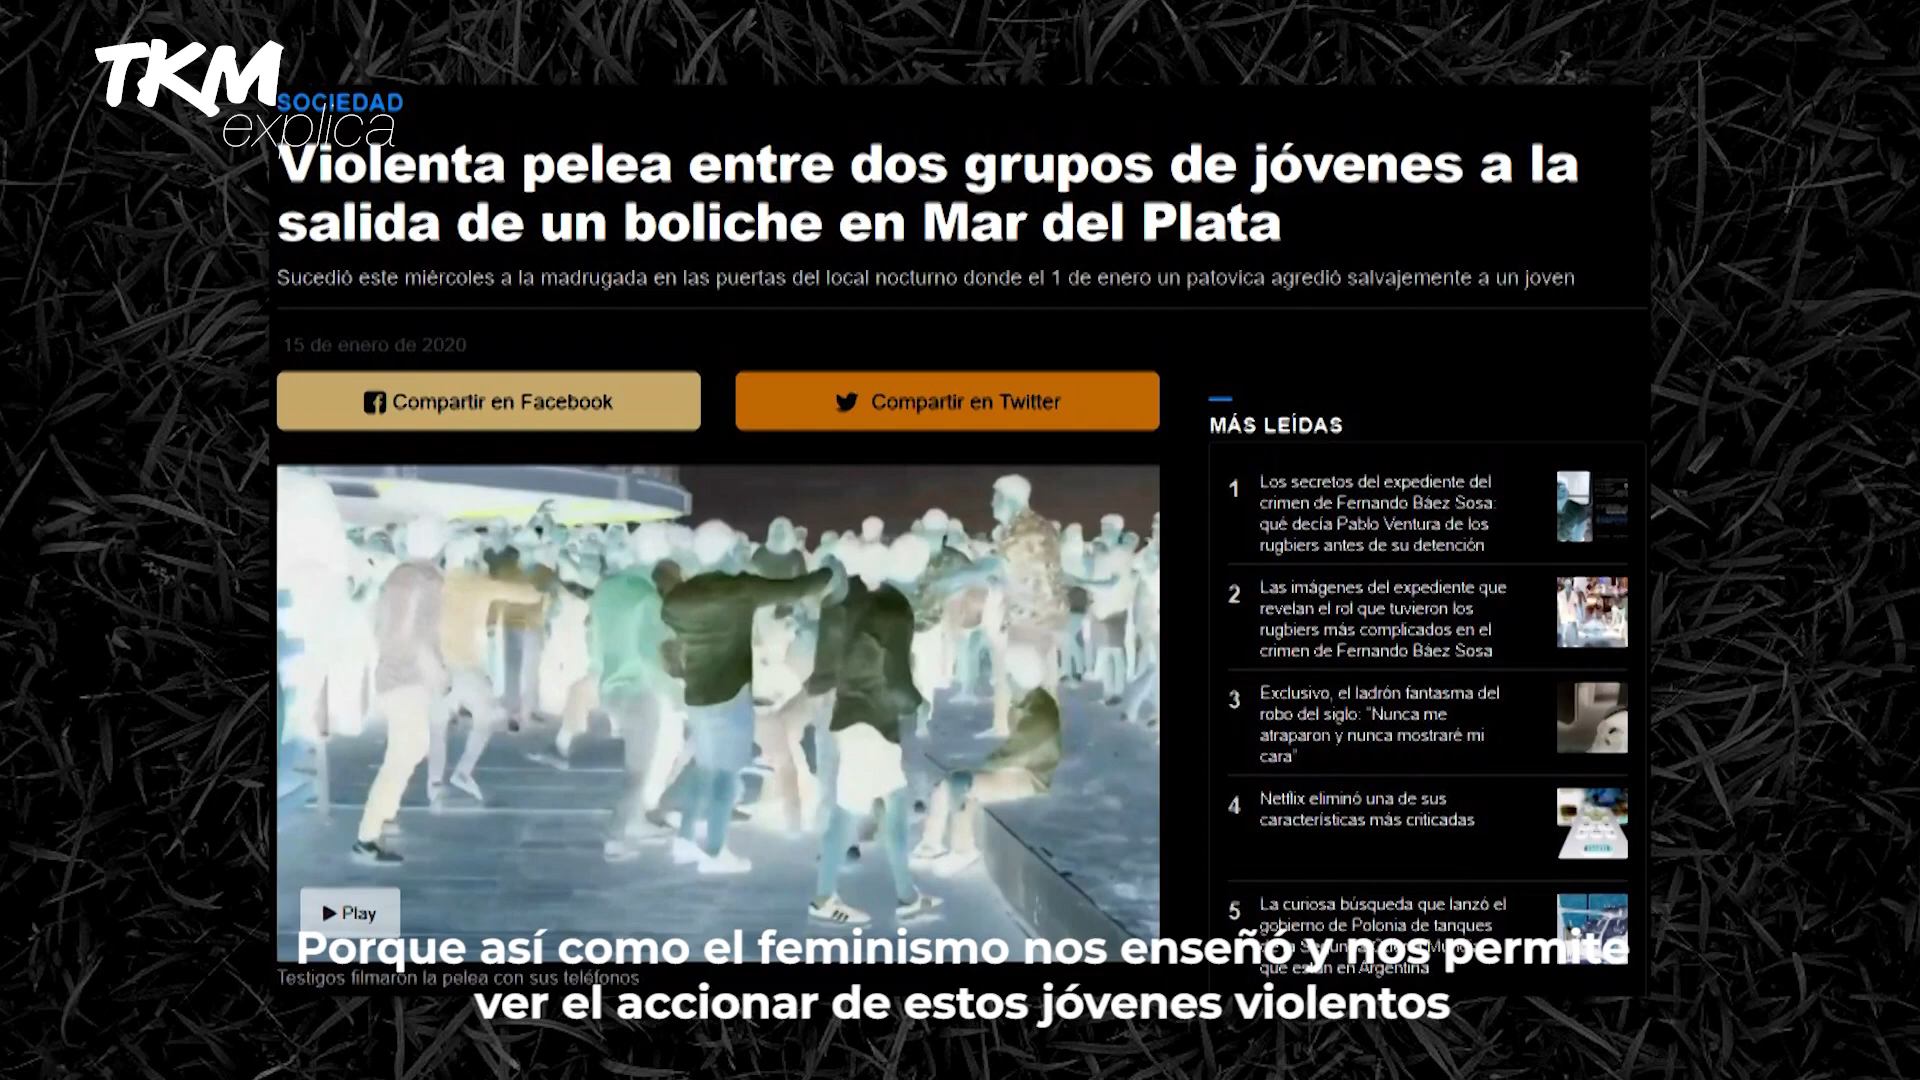 TKM
explica
SOCIEDAD
Violenta pelea entre dos grupos de jóvenes a la
salida de un boliche en Mar del Plata
Sucedió este miércoles a la madrugada en las puertas del local nocturno donde el 1 de enero un patovica agredió salvajemente a un joven
15 de enero de 2020
Compartir en Facebook
Compartir en Twitter
MÁS LEÍDAS
1
Los secretos del expediente del
crimen de Fernando Báez Sosa:
qué decía Pablo Ventura de los
rugbiers antes de su detención
2
Las imágenes del expediente que
revelan el rol que tuvieron los
rugbiers más complicados en el
crimen de Fernando Báez Sosa
3
Exclusivo, el ladrón fantasma del
robo del siglo: "Nunca me
atraparon y nunca mostraré mi
cara"
4
Netflix eliminó una de sus
características más criticadas
5
La curiosa búsqueda que lanzó el
gobierno de Polonia de tanques
que están en Argentina
Play
Testigos filmaron la pelea con sus teléfonos
Porque así como el feminismo nos enseñó y nos permite
ver el accionar de estos jóvenes violentos